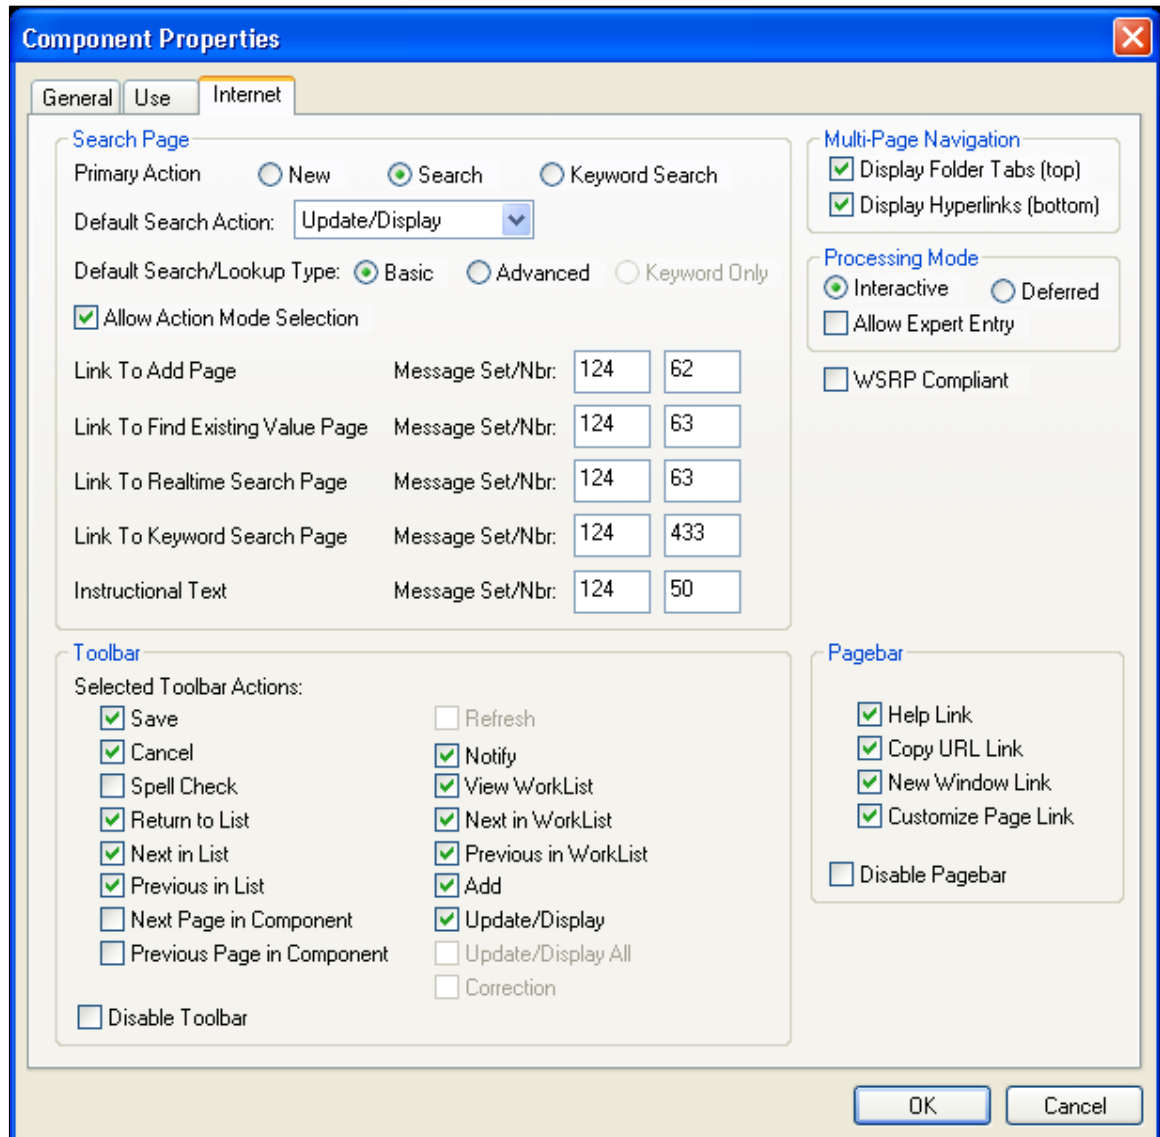 Component Properties
General Use Internet
Search Page
Primary Action New Search Keyword Search
Default Search Action: Update/Display
Default Search/Lookup Type: Basic Advanced Keyword Only
Allow Action Mode Selection
Link To Add Page Message Set/Nbr: 124 62
Link To Find Existing Value Page Message Set/Nbr: 124 63
Link To Realtime Search Page Message Set/Nbr: 124 63
Link To Keyword Search Page Message Set/Nbr: 124 433
Instructional Text Message Set/Nbr: 124 50
Multi-Page Navigation
Display Folder Tabs (top)
Display Hyperlinks (bottom)
Processing Mode
Interactive Deferred
Allow Expert Entry
WSRP Compliant
Toolbar
Selected Toolbar Actions:
Save
Cancel
Spell Check
Return to List
Next in List
Previous in List
Next Page in Component
Previous Page in Component
Refresh
Notify
View WorkList
Next in WorkList
Previous in WorkList
Add
Update/Display
Update/Display All
Correction
Disable Toolbar
Pagebar
Help Link
Copy URL Link
New Window Link
Customize Page Link
Disable Pagebar
OK Cancel